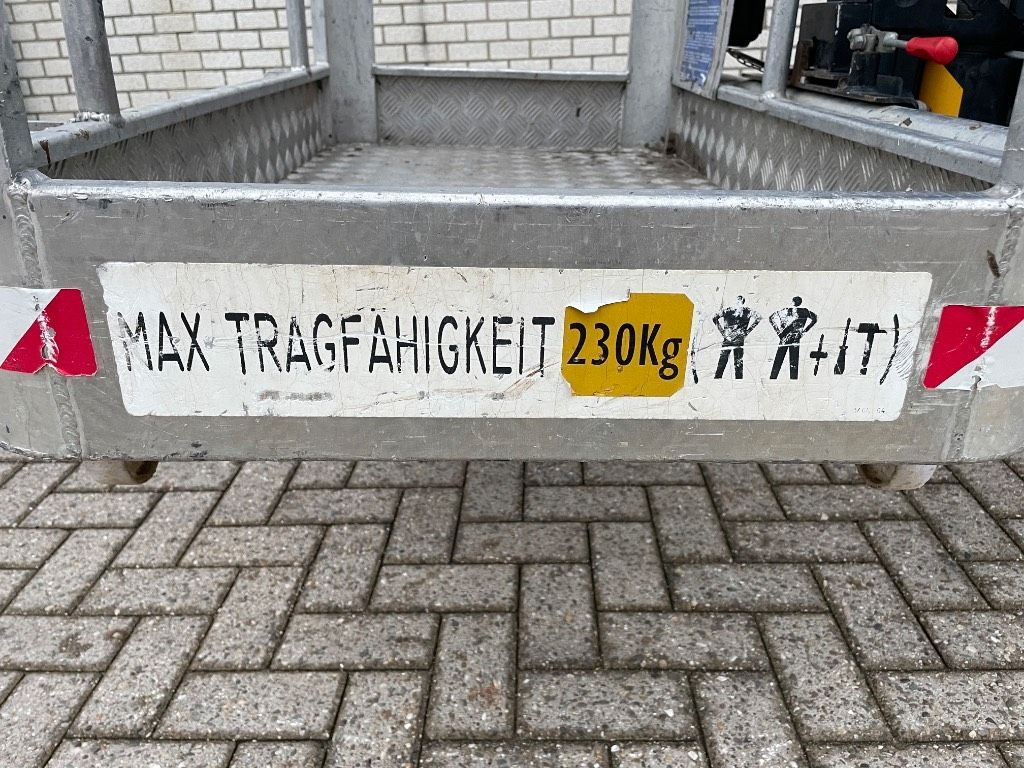 MAX TRAGFÄHIGKEIT 230Kg ( + )